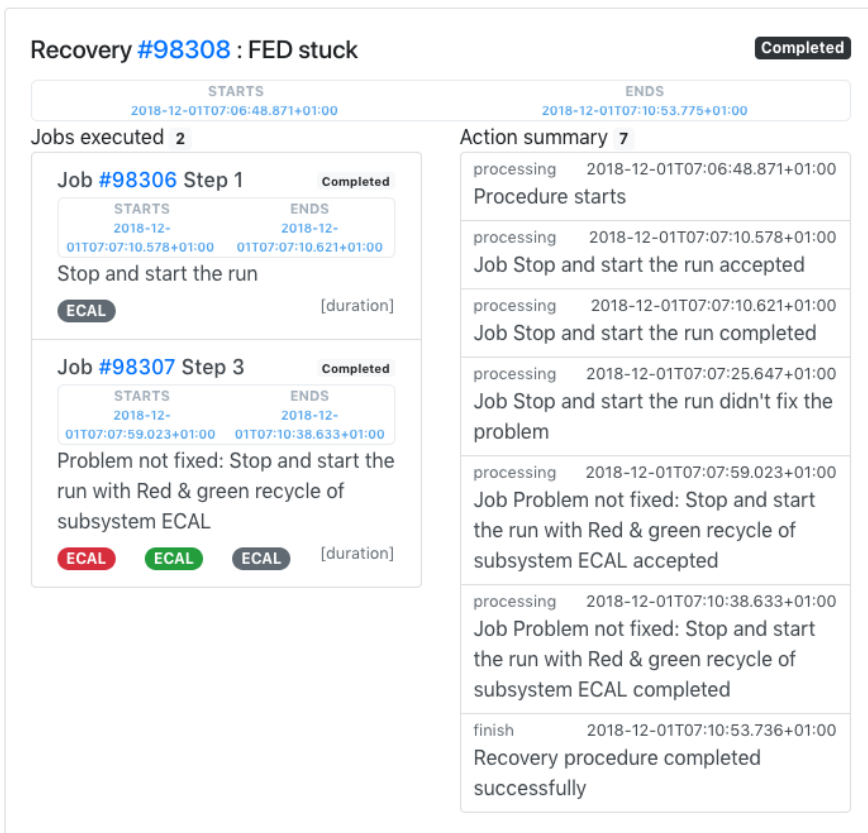 Recovery #98308 : FED stuck
Completed
STARTS
2018-12-01T07:06:48.871+01:00
ENDS
2018-12-01T07:10:53.775+01:00
Jobs executed 2
Job #98306 Step 1
Completed
STARTS
2018-12-
01T07:07:10.578+01:00
ENDS
2018-12-
01T07:07:10.621+01:00
Stop and start the run
ECAL
[duration]
Job #98307 Step 3
Completed
STARTS
2018-12-
01T07:07:59.023+01:00
ENDS
2018-12-
01T07:10:38.633+01:00
Problem not fixed: Stop and start the
run with Red & green recycle of
subsystem ECAL
ECAL ECAL ECAL
[duration]
Action summary 7
processing 2018-12-01T07:06:48.871+01:00
Procedure starts
processing 2018-12-01T07:07:10.578+01:00
Job Stop and start the run accepted
processing 2018-12-01T07:07:10.621+01:00
Job Stop and start the run completed
processing 2018-12-01T07:07:25.647+01:00
Job Stop and start the run didn't fix the
problem
processing 2018-12-01T07:07:59.023+01:00
Job Problem not fixed: Stop and start
the run with Red & green recycle of
subsystem ECAL accepted
processing 2018-12-01T07:10:38.633+01:00
Job Problem not fixed: Stop and start
the run with Red & green recycle of
subsystem ECAL completed
finish 2018-12-01T07:10:53.736+01:00
Recovery procedure completed
successfully